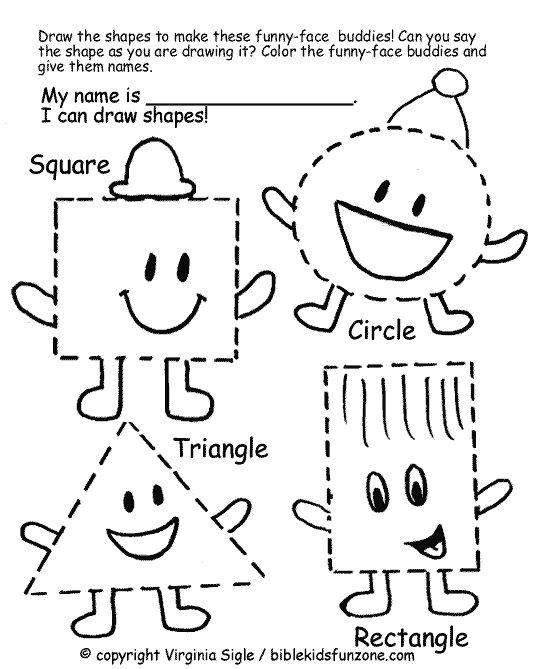 Draw the shapes to make these funny-face buddies! Can you say
the shape as you are drawing it? Color the funny-face buddies and
give them names.
My name is ____________________.
I can draw shapes!
Square
Circle
Triangle
Rectangle
© copyright Virginia Sigle / biblekidsfunzone.com